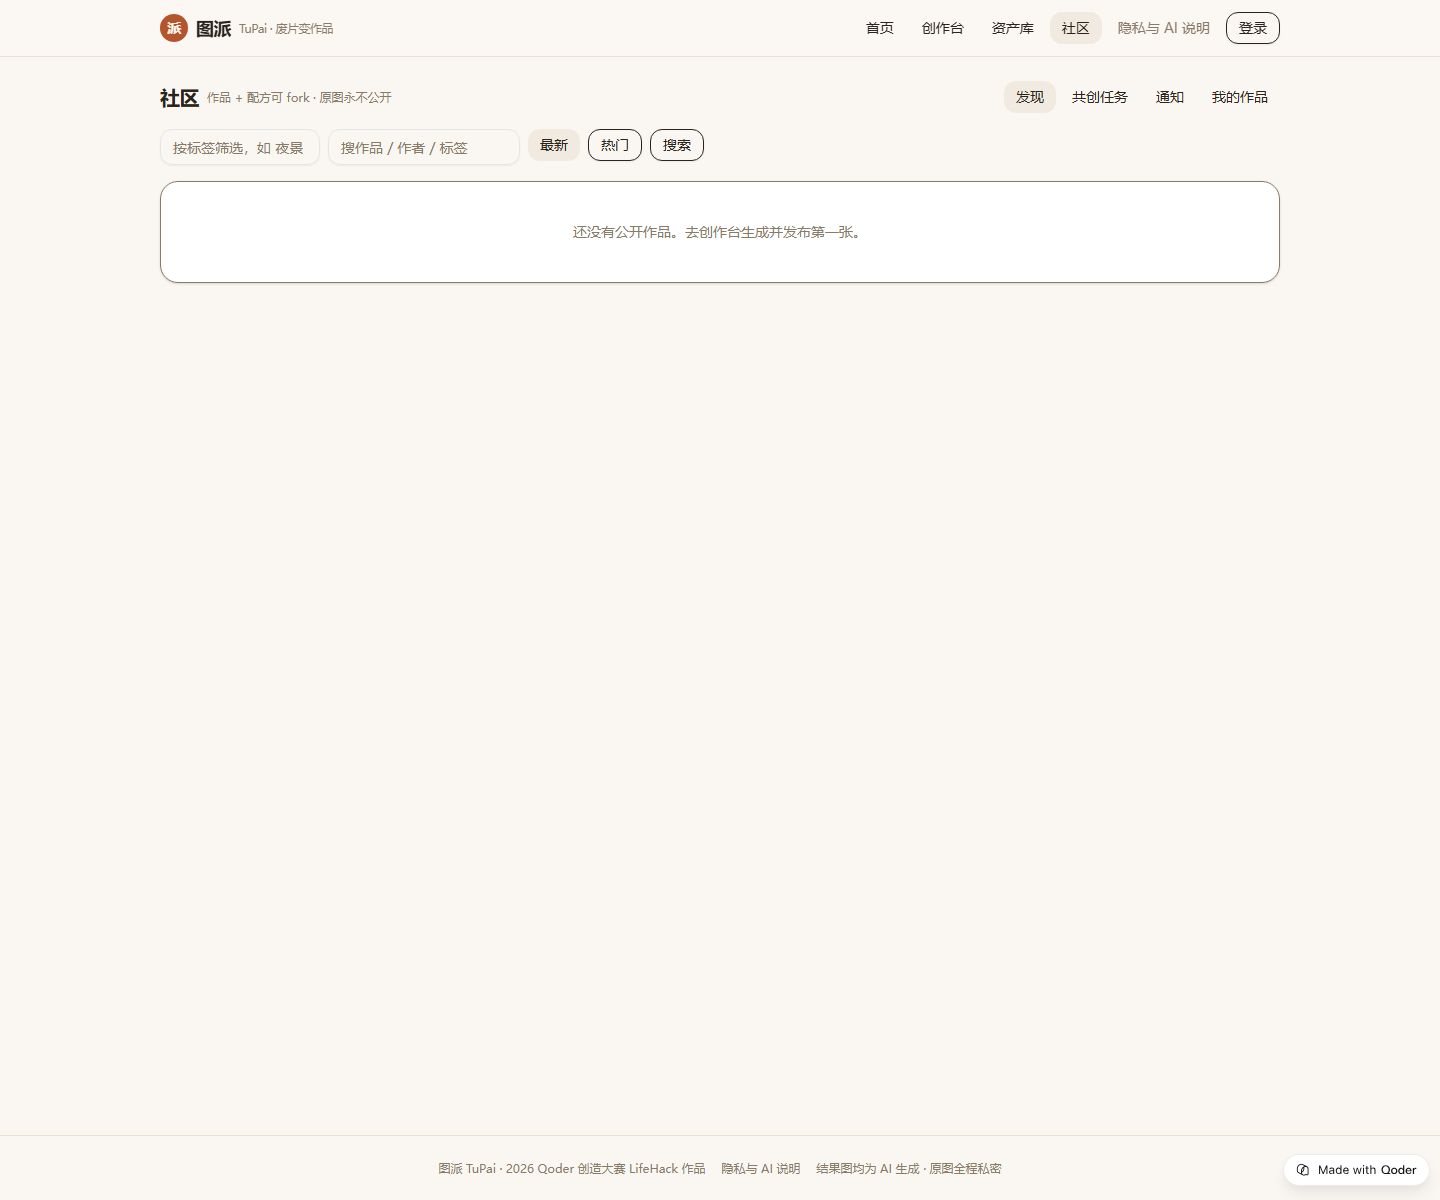 派 图派 TuPai · 废片变作品 首页 创作台 资产库 社区 隐私与 AI 说明 登录
社区 作品 + 配方可 fork · 原图永不公开 发现 共创任务 通知 我的作品
按标签筛选，如 夜景 搜作品 / 作者 / 标签 最新 热门 搜索
还没有公开作品。去创作台生成并发布第一张。
图派 TuPai · 2026 Qoder 创造大赛 LifeHack 作品 隐私与 AI 说明 结果图均为 AI 生成 · 原图全程私密
Made with Qoder